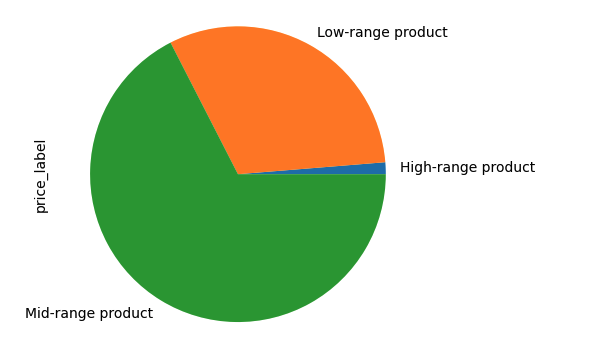 Low-range product
High-range product
price_label
Mid-range product